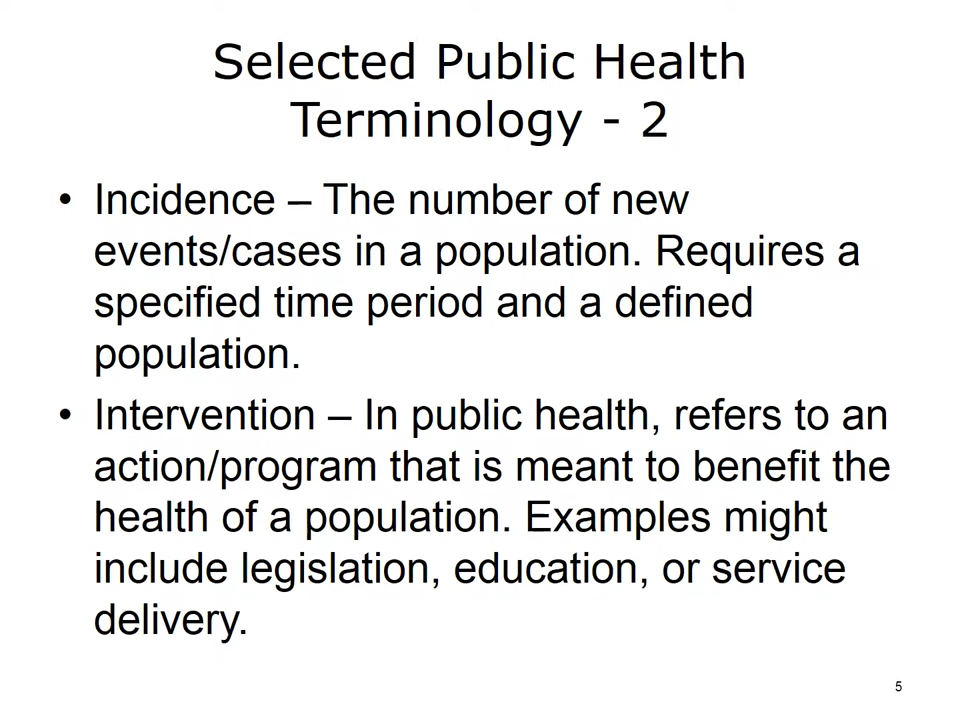 Selected Public Health
Terminology - 2
• Incidence – The number of new
events/cases in a population. Requires a
specified time period and a defined
population.
• Intervention – In public health, refers to an
action/program that is meant to benefit the
health of a population. Examples might
include legislation, education, or service
delivery.
5